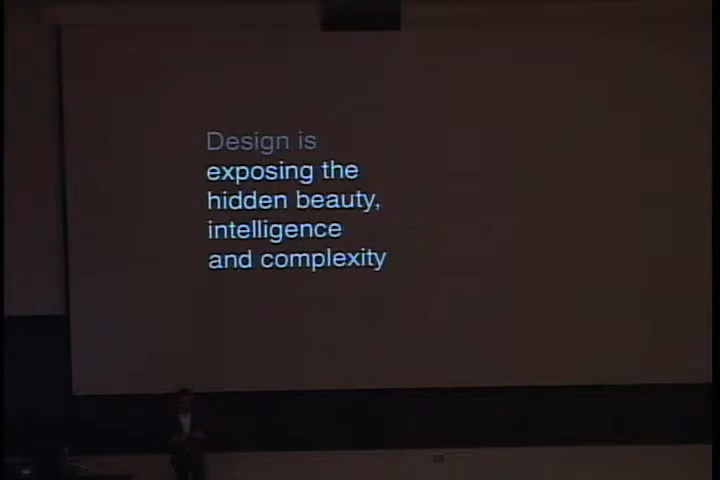 Design is
exposing the
hidden beauty,
intelligence
and complexity